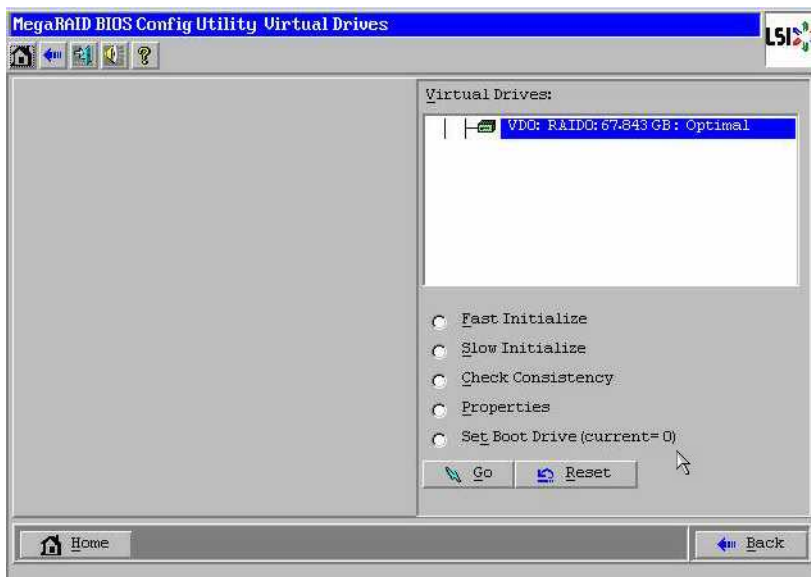 MegaRAID BIOS Config Utility Virtual Drives
LSI
?
Virtual Drives:
VD0: RAID0: 67.843 GB: Optimal
Fast Initialize
Slow Initialize
Check Consistency
Properties
Set Boot Drive (current= 0)
Go
Reset
Home
Back